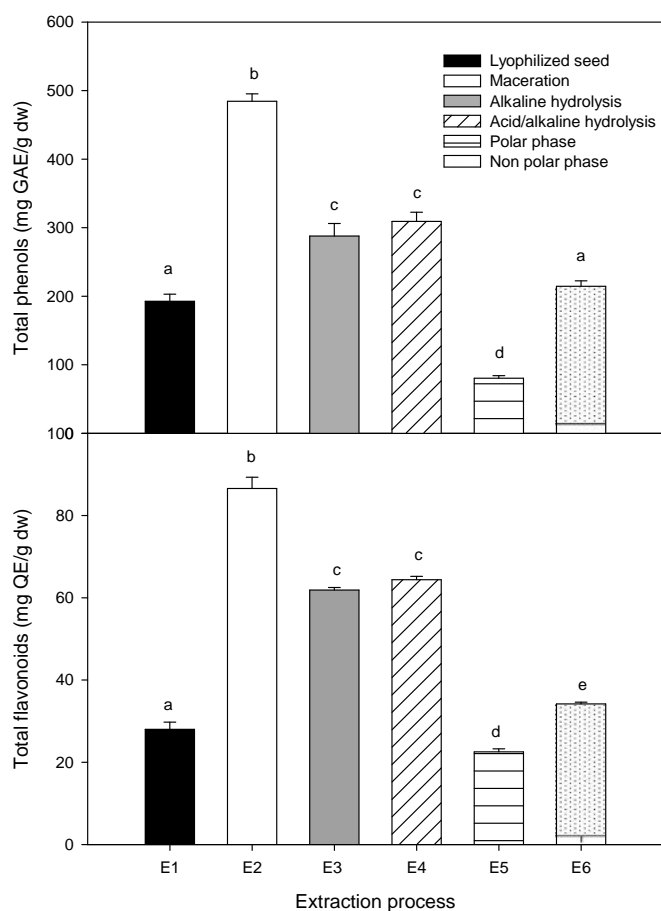 600
500
400
300
200
100
0
Total phenols (mg GAE/g dw)
a
b
c
c
d
a
Lyophilized seed
Maceration
Alkaline hydrolysis
Acid/alkaline hydrolysis
Polar phase
Non polar phase
100
80
60
40
20
0
Total flavonoids (mg QE/g dw)
a
b
c
c
d
e
E1 E2 E3 E4 E5 E6
Extraction process